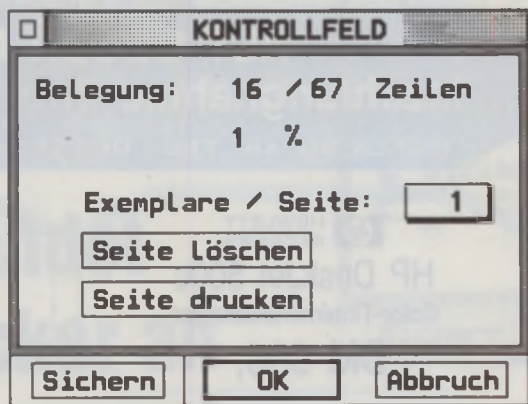 KONTROLLFELD
Belegung: 16 / 67 Zeilen
1 %
Exemplare / Seite: 1
Seite löschen
Seite drucken
Sichern OK Abbruch